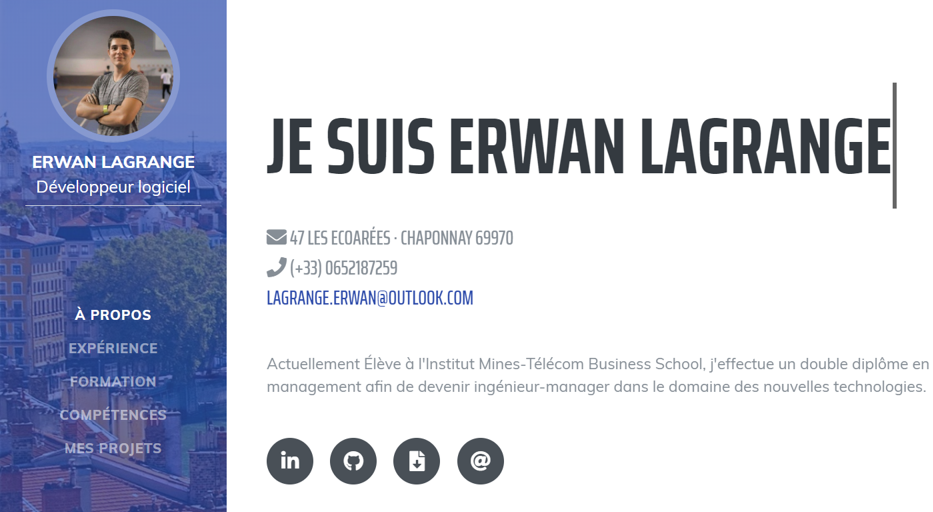 ERWAN LAGRANGE
Développeur logiciel
À PROPOS
EXPÉRIENCE
FORMATION
COMPÉTENCES
MES PROJETS
JE SUIS ERWAN LAGRANGE
47 LES ECOARÉES · CHAPONNAY 69970
(+33) 0652187259
LAGRANGE.ERWAN@OUTLOOK.COM
Actuellement Élève à l'Institut Mines-Télécom Business School, j'effectue un double diplôme en
management afin de devenir ingénieur-manager dans le domaine des nouvelles technologies.
in
@